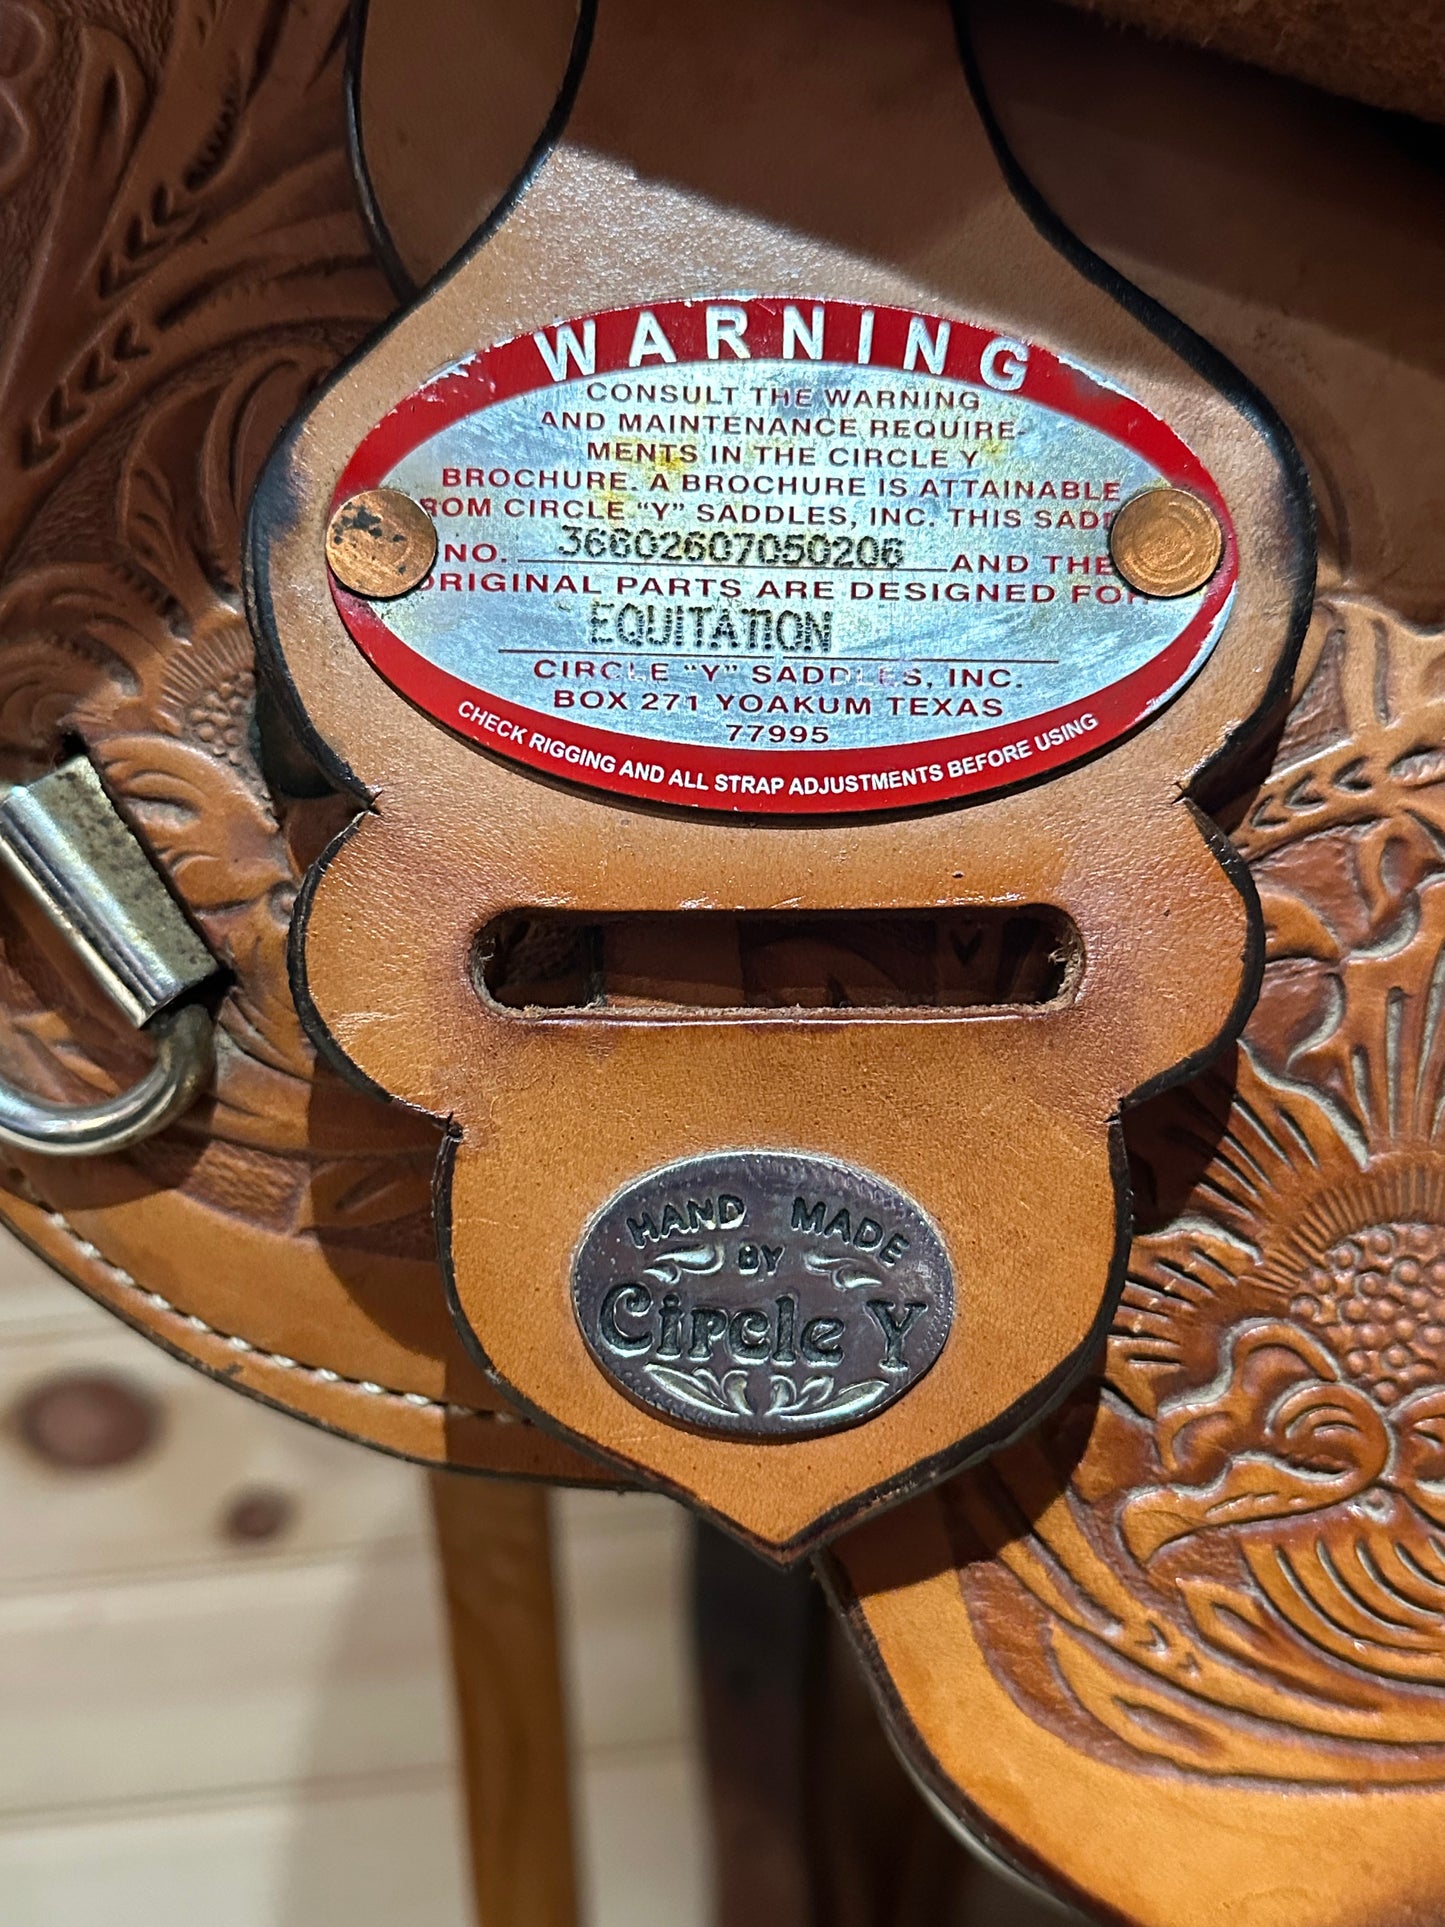 WARNING
CONSULT THE WARNING
AND MAINTENANCE REQUIRE-
MENTS IN THE CIRCLE Y
BROCHURE. A BROCHURE IS ATTAINABLE
ROM CIRCLE "Y" SADDLES, INC. THIS SADD
NO. 36602607050206 AND THE
ORIGINAL PARTS ARE DESIGNED FOR
EQUITATION
CIRCLE "Y" SADDLES, INC.
BOX 271 YOAKUM TEXAS
77995
CHECK RIGGING AND ALL STRAP ADJUSTMENTS BEFORE USING
HAND MADE
BY
Circle Y